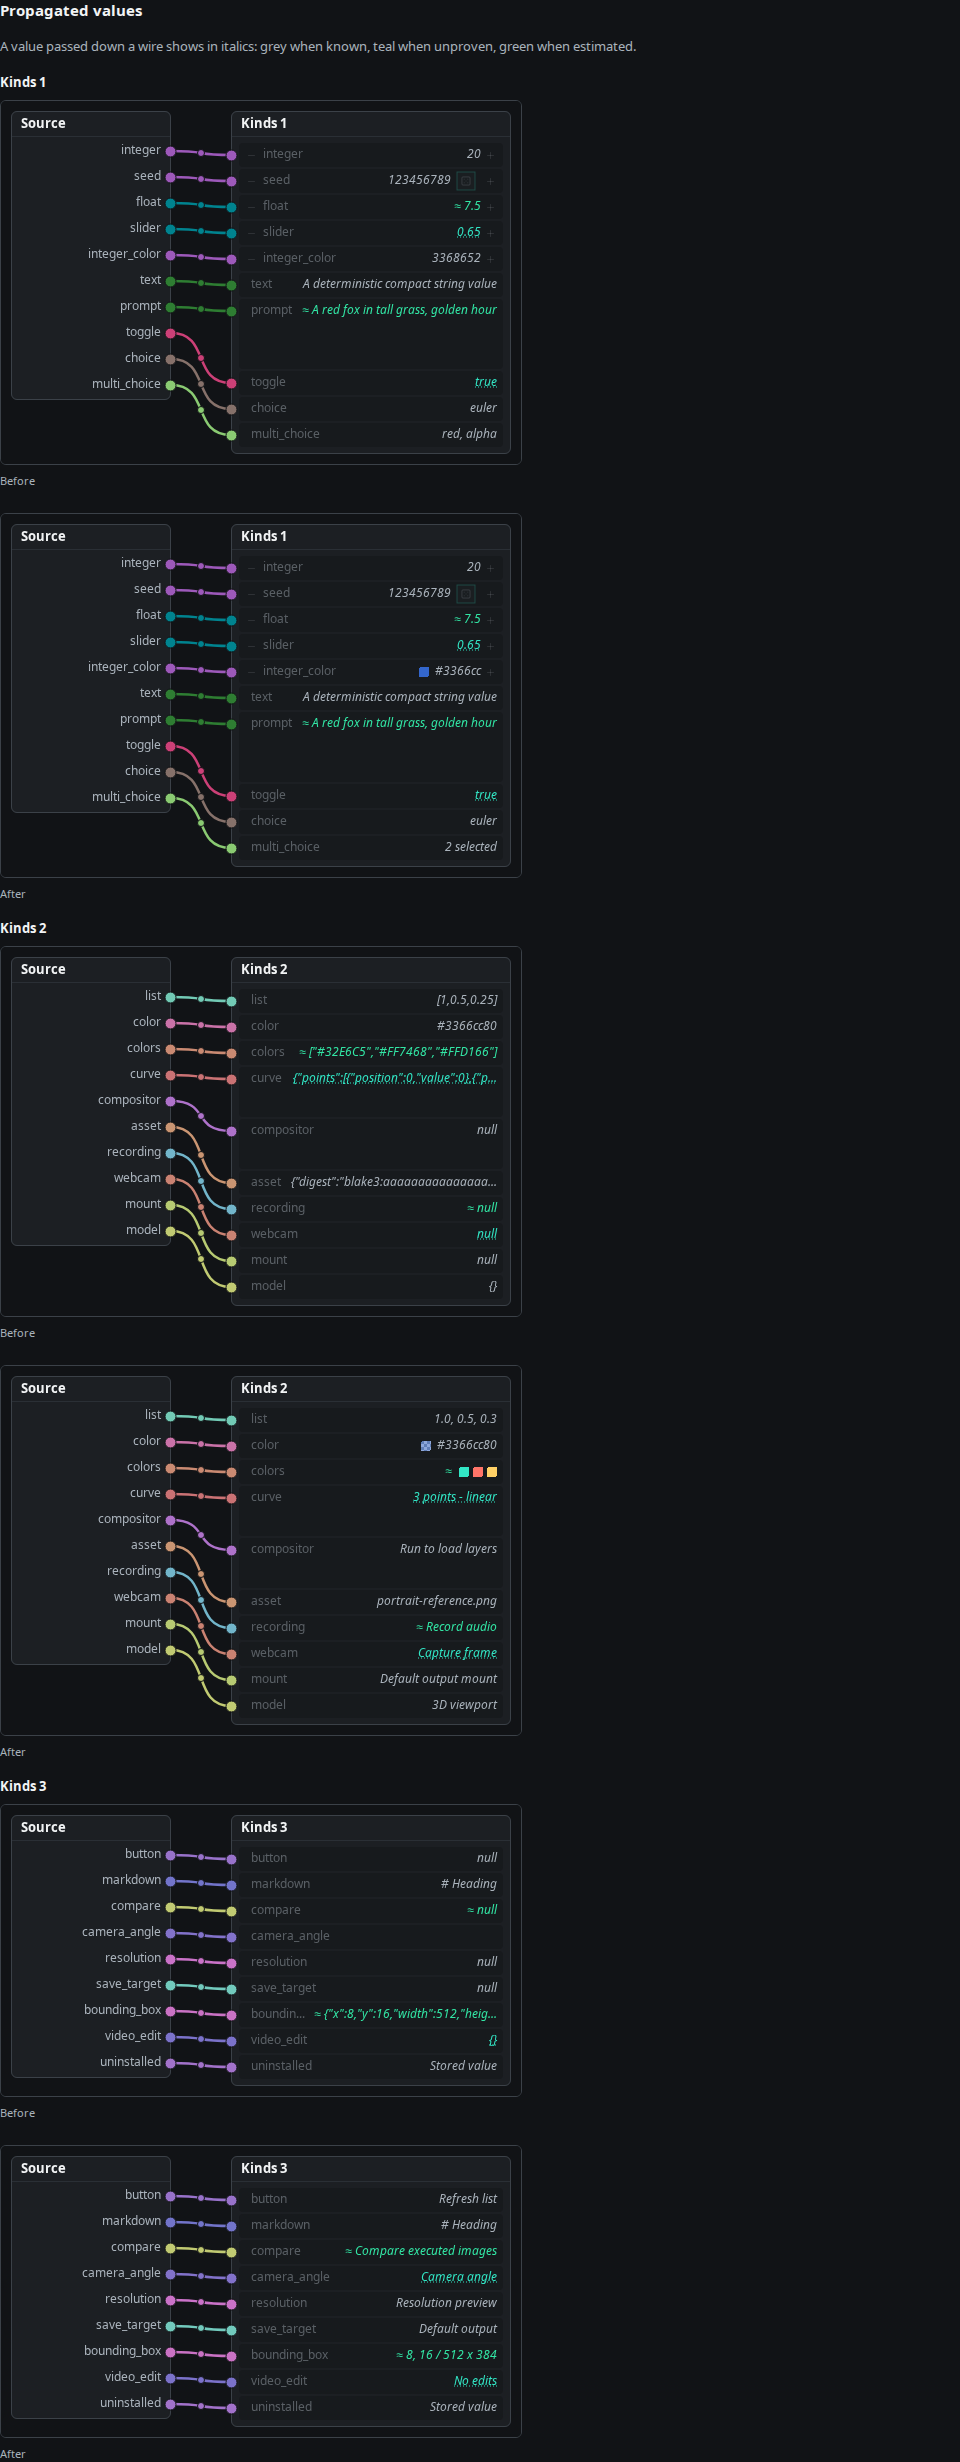 Propagated values
A value passed down a wire shows in italics: grey when known, teal when unproven, green when estimated.
Kinds 1
Source
Kinds 1
integer
− integer 20 +
seed
− seed 123456789 +
float
− float ≈ 7.5 +
slider
− slider 0.65 +
integer_color
− integer_color 3368652 +
text
text A deterministic compact string value
prompt
prompt ≈ A red fox in tall grass, golden hour
toggle
choice
multi_choice
toggle true
choice euler
multi_choice red, alpha
Before
Source
Kinds 1
integer
− integer 20 +
seed
− seed 123456789 +
float
− float ≈ 7.5 +
slider
− slider 0.65 +
integer_color
− integer_color #3366cc +
text
text A deterministic compact string value
prompt
prompt ≈ A red fox in tall grass, golden hour
toggle
choice
multi_choice
toggle true
choice euler
multi_choice 2 selected
After
Kinds 2
Source
Kinds 2
list
list [1,0.5,0.25]
color
color #3366cc80
colors
colors ≈ ["#32E6C5","#FF7468","#FFD166"]
curve
curve {"points":[{"position":0,"value":0},{"p...
compositor
asset
compositor null
recording
webcam
asset {"digest":"blake3:aaaaaaaaaaaaaaa...
mount
recording ≈ null
model
webcam null
mount null
model {}
Before
Source
Kinds 2
list
list 1.0, 0.5, 0.3
color
color #3366cc80
colors
colors ≈
curve
curve 3 points - linear
compositor
asset
compositor Run to load layers
recording
webcam
asset portrait-reference.png
mount
recording ≈ Record audio
model
webcam Capture frame
mount Default output mount
model 3D viewport
After
Kinds 3
Source
Kinds 3
button
button null
markdown
markdown # Heading
compare
compare ≈ null
camera_angle
camera_angle
resolution
resolution null
save_target
save_target null
bounding_box
boundin... ≈ {"x":8,"y":16,"width":512,"heig...
video_edit
video_edit {}
uninstalled
uninstalled Stored value
Before
Source
Kinds 3
button
button Refresh list
markdown
markdown # Heading
compare
compare ≈ Compare executed images
camera_angle
camera_angle Camera angle
resolution
resolution Resolution preview
save_target
save_target Default output
bounding_box
bounding_box ≈ 8, 16 / 512 x 384
video_edit
video_edit No edits
uninstalled
uninstalled Stored value
After